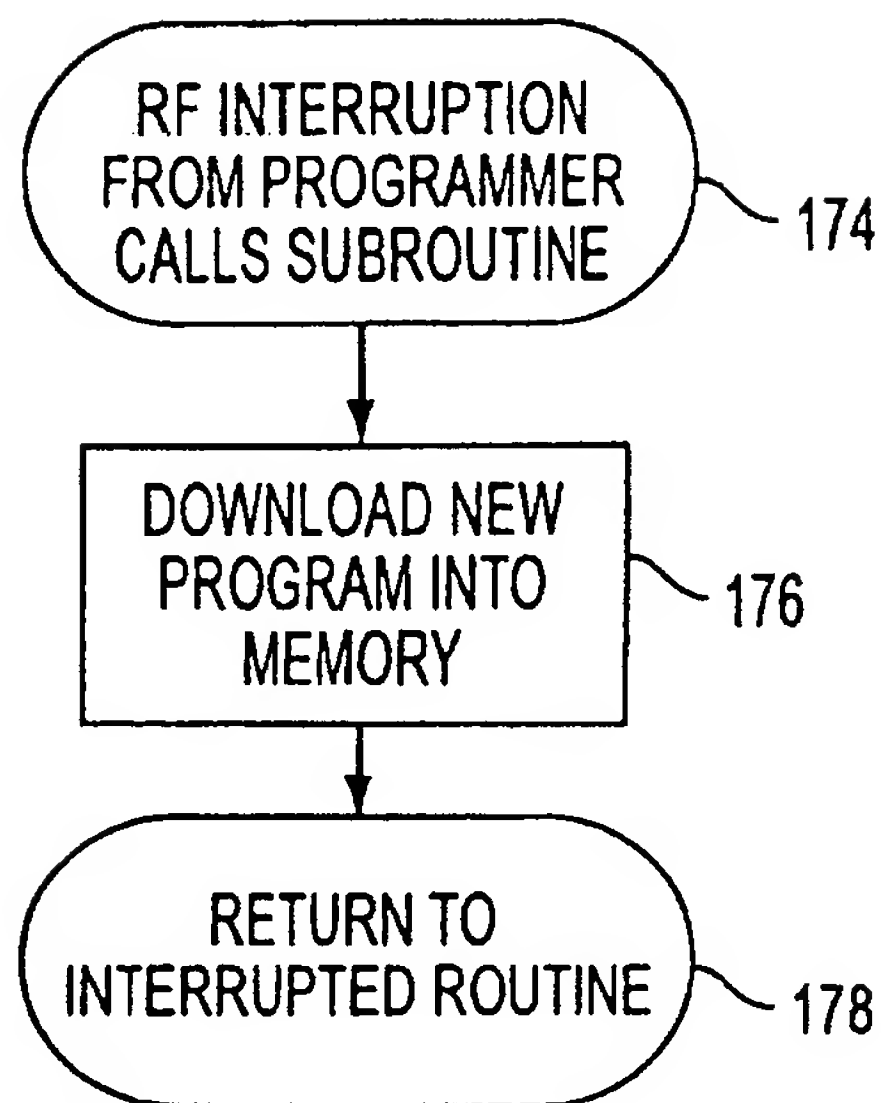 RF INTERRUPTION
FROM PROGRAMMER
CALLS SUBROUTINE
174
DOWNLOAD NEW
PROGRAM INTO
MEMORY
176
RETURN TO
INTERRUPTED ROUTINE
178